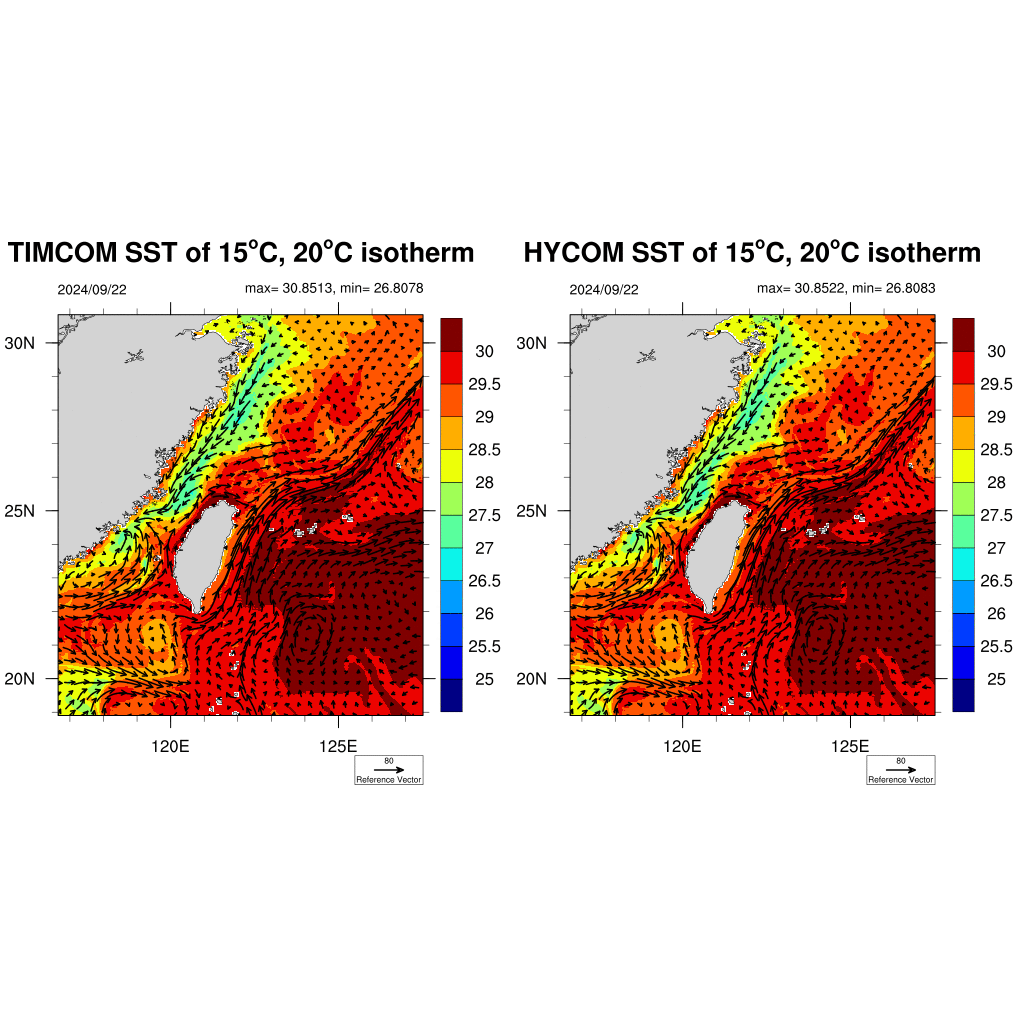 TIMCOM SST of 15°C, 20°C isotherm
2024/09/22
max= 30.8513, min= 26.8078
30N
25N
20N
120E
125E
30
29.5
29
28.5
28
27.5
27
26.5
26
25.5
25
80
Reference Vector
HYCOM SST of 15°C, 20°C isotherm
2024/09/22
max= 30.8522, min= 26.8083
30N
25N
20N
120E
125E
30
29.5
29
28.5
28
27.5
27
26.5
26
25.5
25
80
Reference Vector